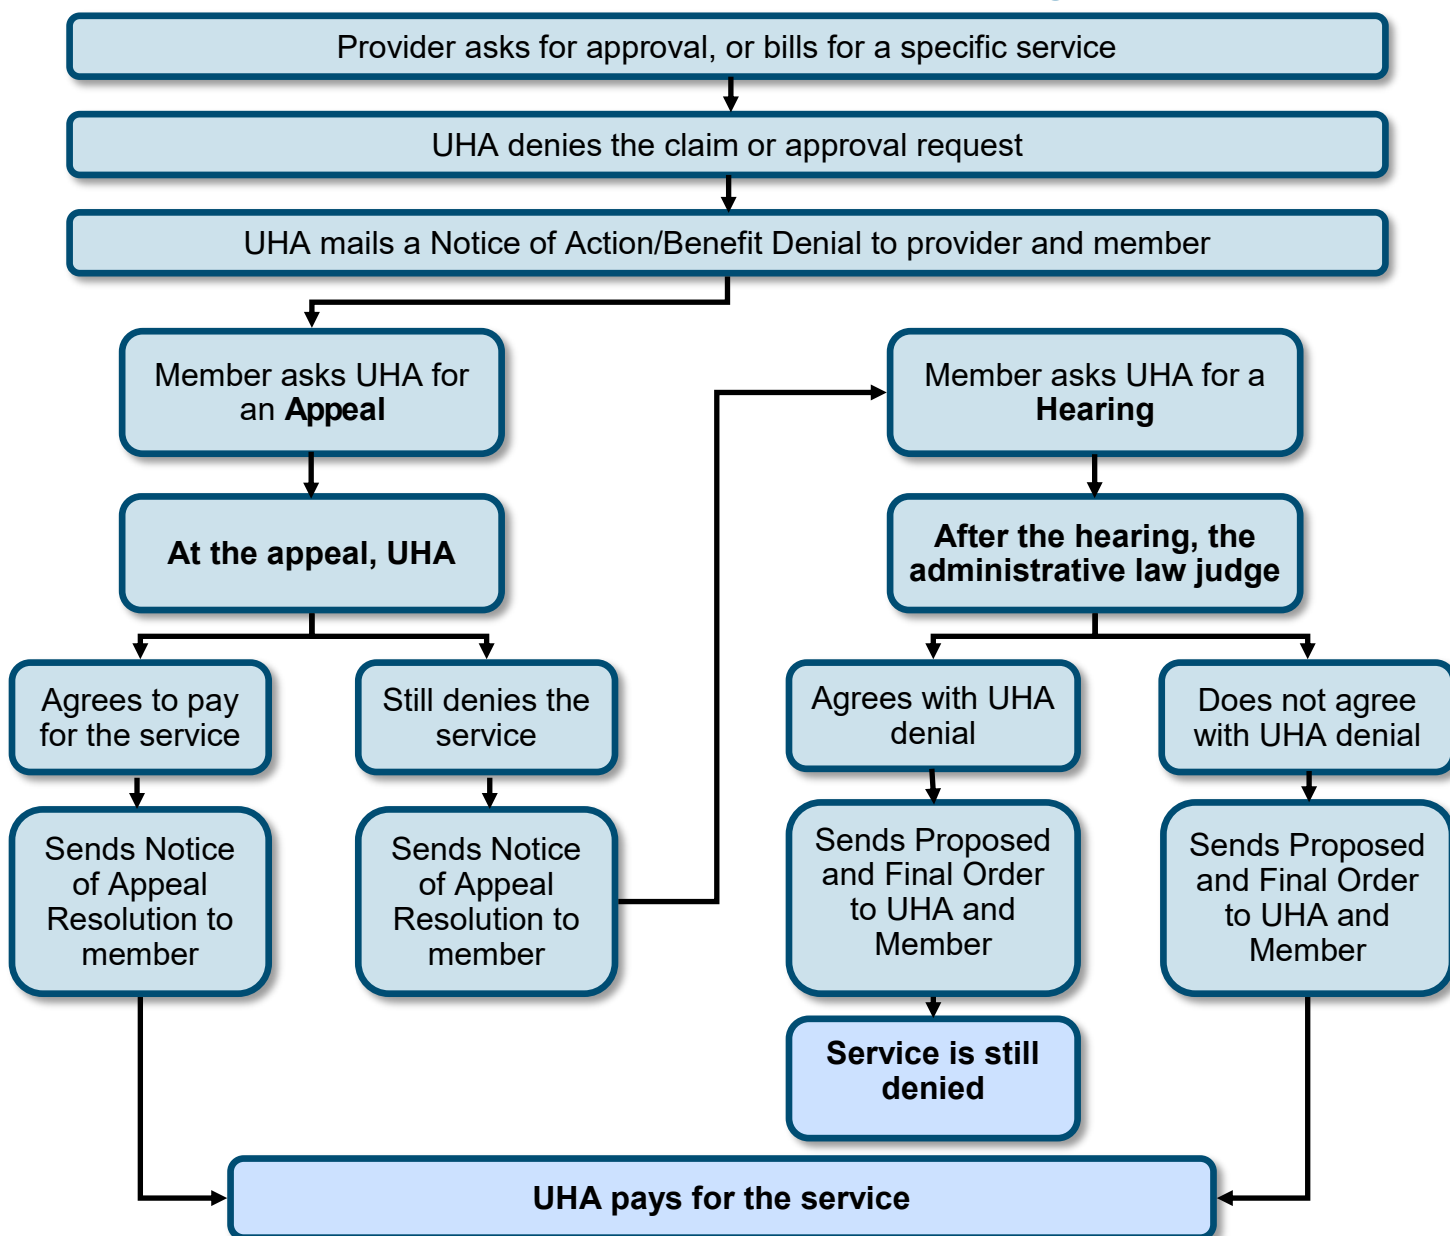 Provider asks for approval, or bills for a specific service
UHA denies the claim or approval request
UHA mails a Notice of Action/Benefit Denial to provider and member
Member asks UHA for
an Appeal
At the appeal, UHA
Agrees to pay
for the service
Still denies the
service
Sends Notice
of Appeal
Resolution to
member
Sends Notice
of Appeal
Resolution to
member
Member asks UHA for a
Hearing
After the hearing, the
administrative law judge
Agrees with UHA
denial
Does not agree
with UHA denial
Sends Proposed
and Final Order
to UHA and
Member
Sends Proposed
and Final Order
to UHA and
Member
Service is still
denied
UHA pays for the service